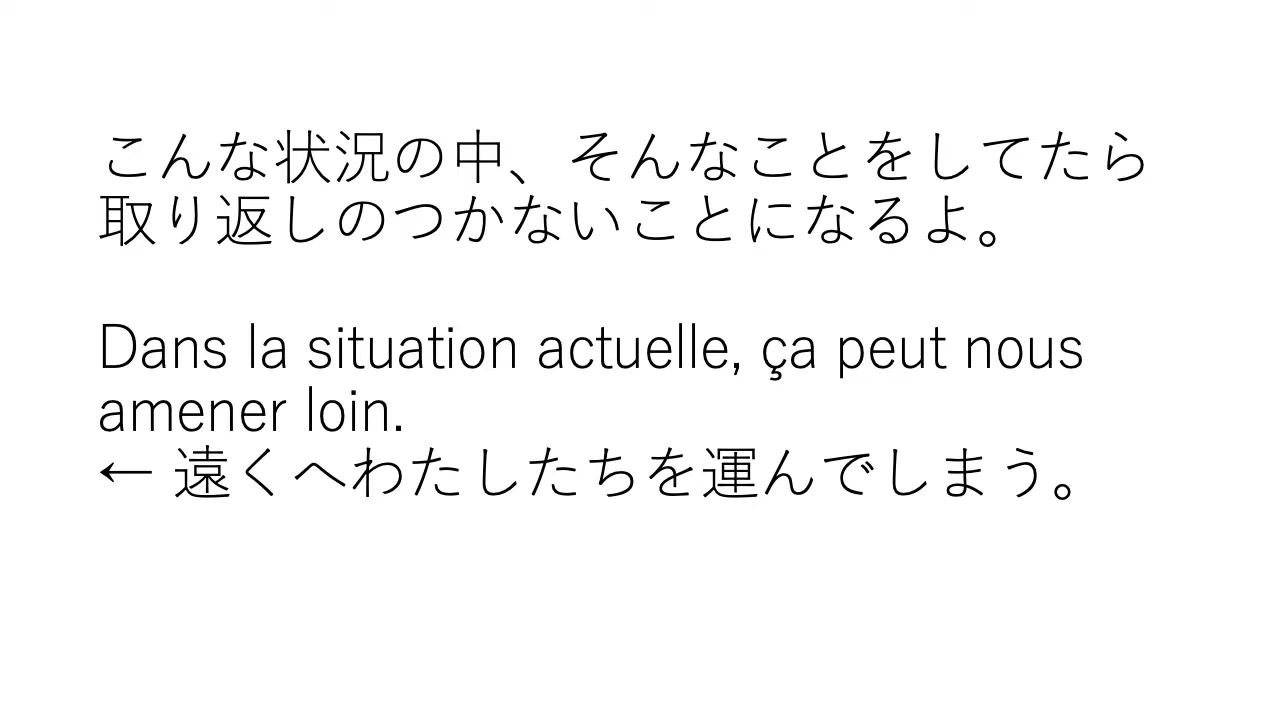 こんな状況の中、そんなことをしてたら
取り返しのつかないことになるよ。
Dans la situation actuelle, ça peut nous
amener loin.
← 遠くへわたしたちを運んでしまう。